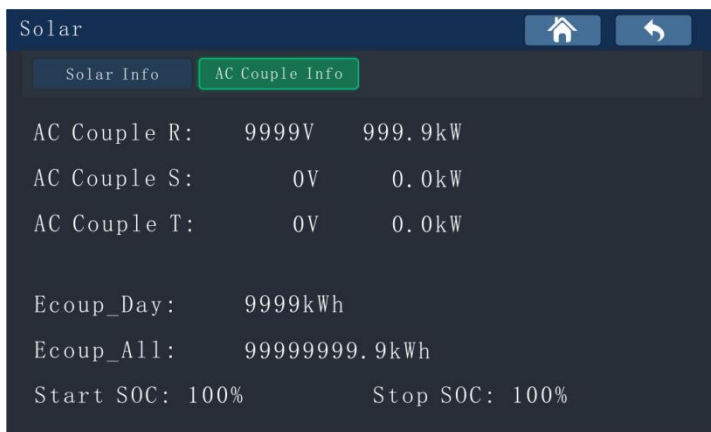 Solar
Solar Info AC Couple Info
AC Couple R: 9999V 999.9kW
AC Couple S: 0V 0.0kW
AC Couple T: 0V 0.0kW
Ecoup_Day: 9999kWh
Ecoup_All: 99999999.9kWh
Start SOC: 100% Stop SOC: 100%